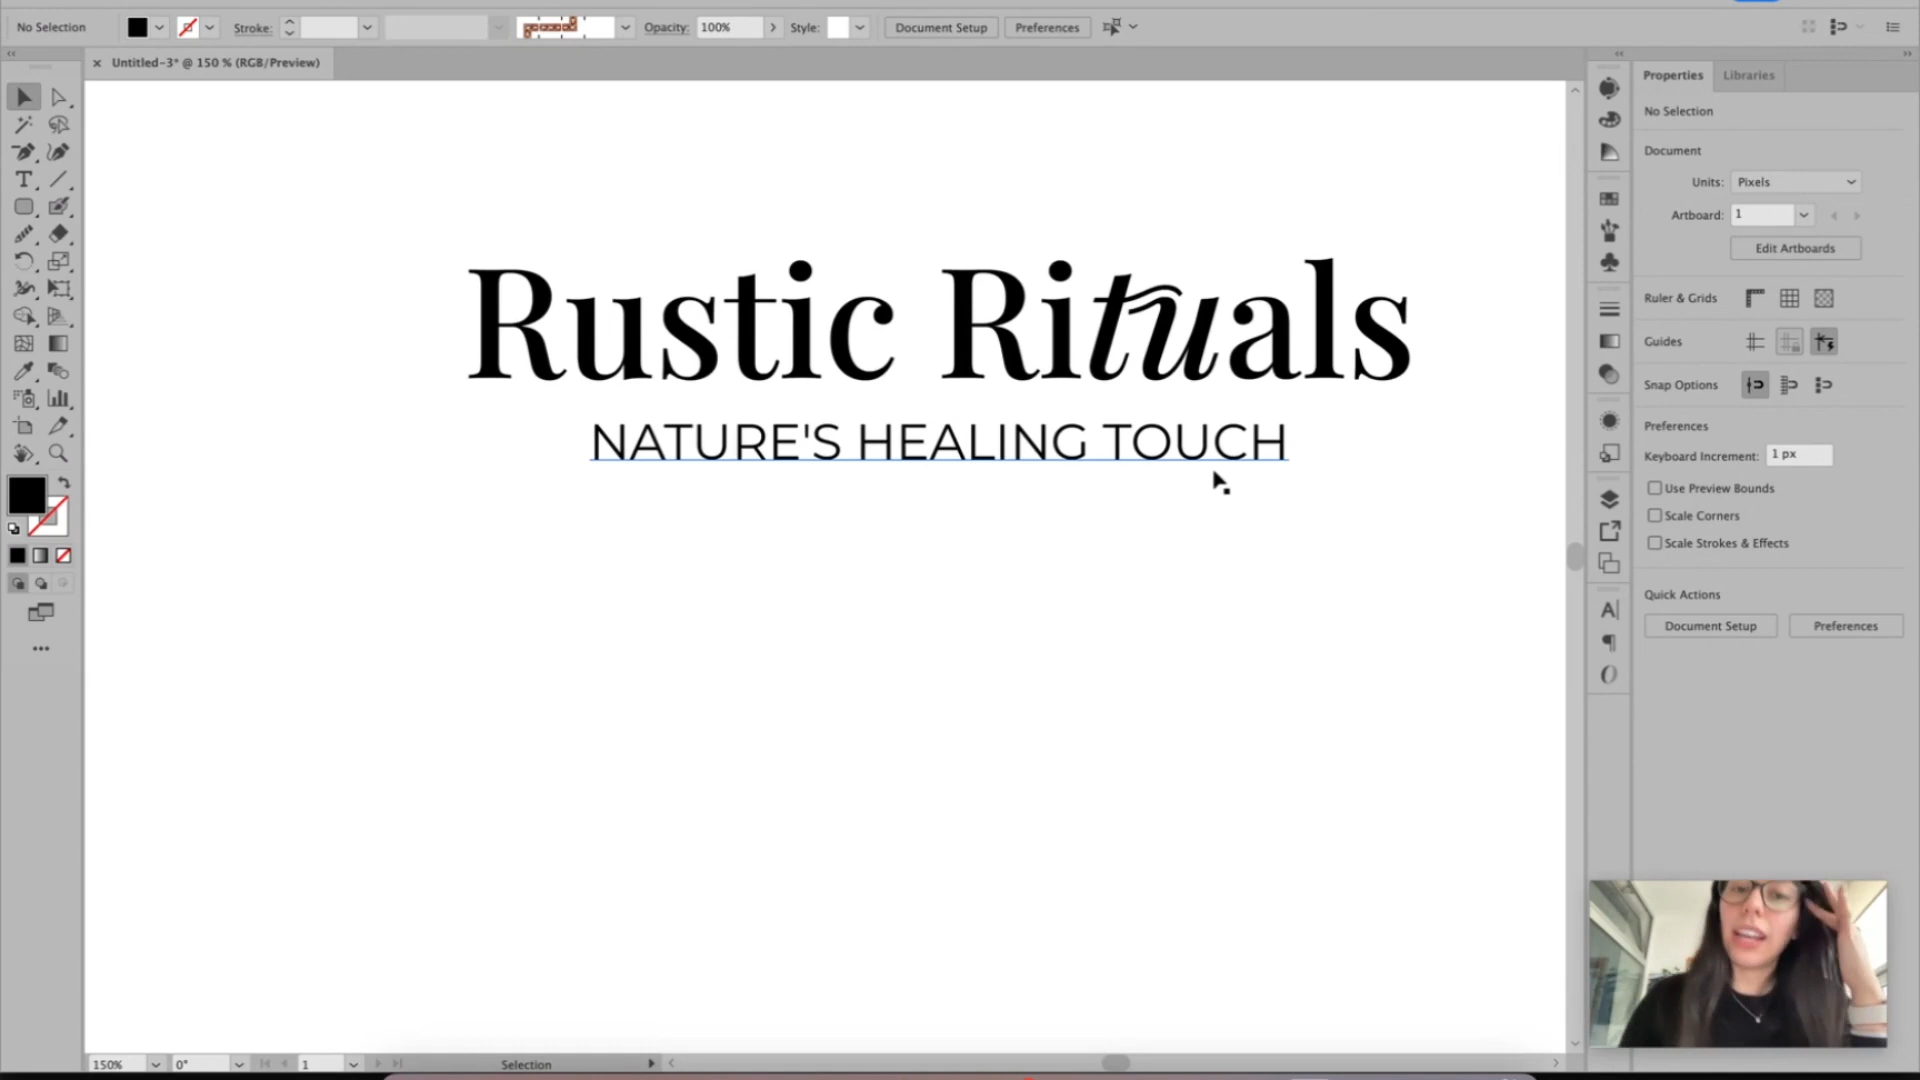 No Selection
Stroke:
Opacity: 100%
Style:
Document Setup
Preferences
× Untitled-3* @ 150 % (RGB/Preview)
Properties
Libraries
No Selection
Document
Units: Pixels
Artboard: 1
Edit Artboards
Ruler & Grids
Guides
Snap Options
Preferences
Keyboard Increment: 1 px
Use Preview Bounds
Scale Corners
Scale Strokes & Effects
Quick Actions
Document Setup
Preferences
Rustic Rituals
NATURE'S HEALING TOUCH
150%
0°
1
Selection